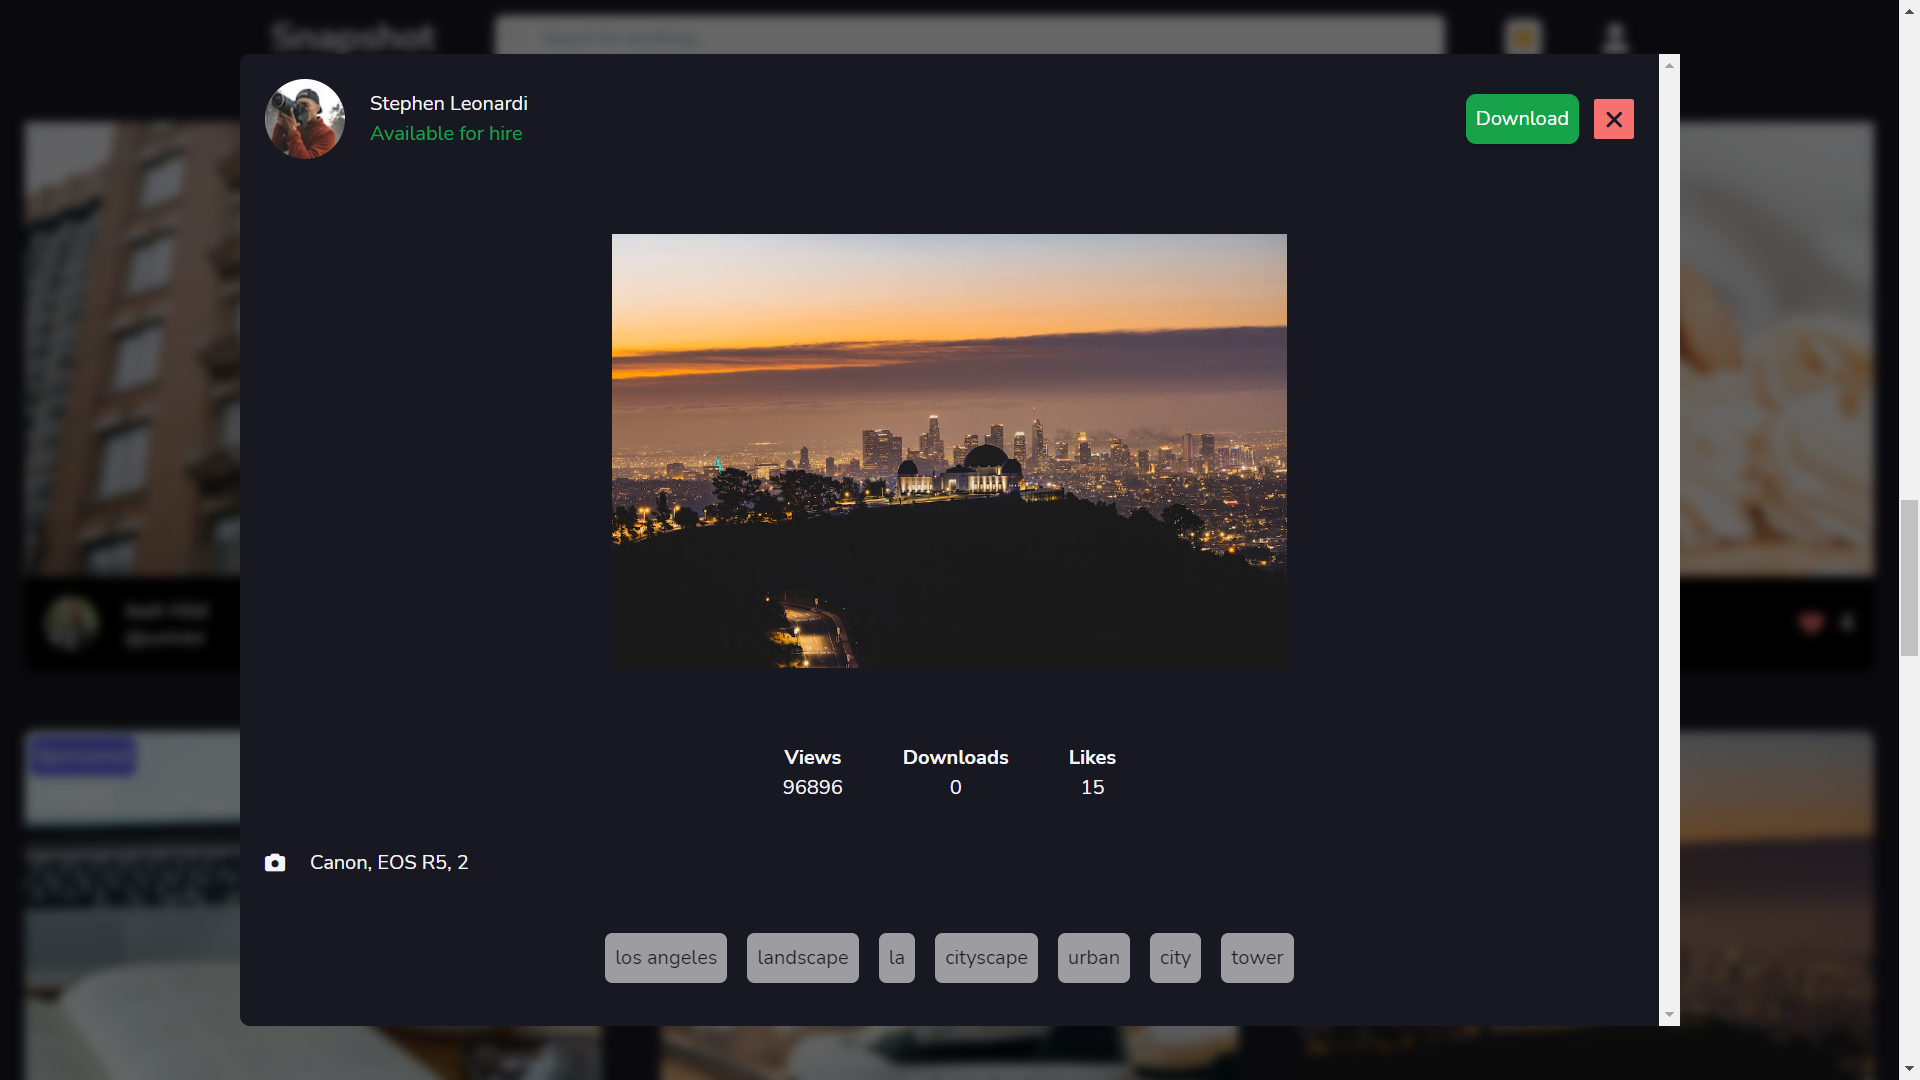 Snapshot
Stephen Leonardi
Available for hire
Download
Views
96896
Downloads
0
Likes
15
Canon, EOS R5, 2
los angeles
landscape
la
cityscape
urban
city
tower